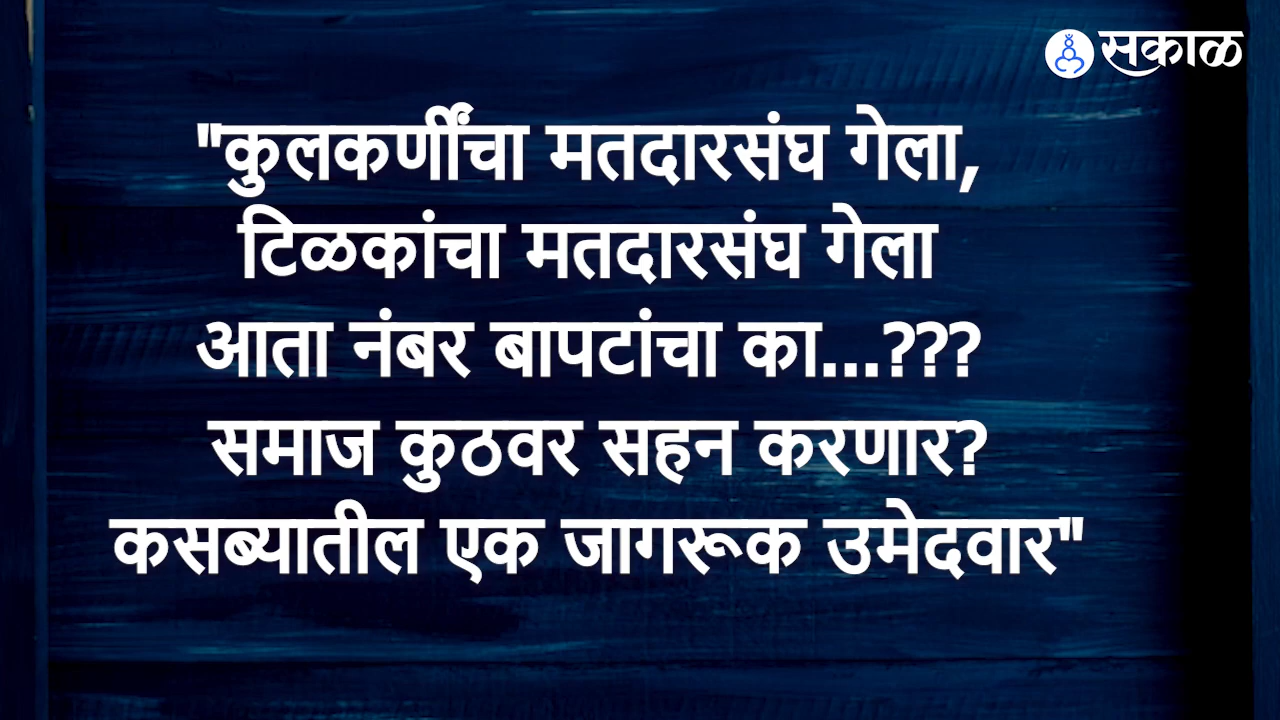 सकाळ
"कुलकर्णींचा मतदारसंघ गेला,
टिळकांचा मतदारसंघ गेला
आता नंबर बापटांचा का...???
समाज कुठवर सहन करणार?
कसब्यातील एक जागरूक उमेदवार"